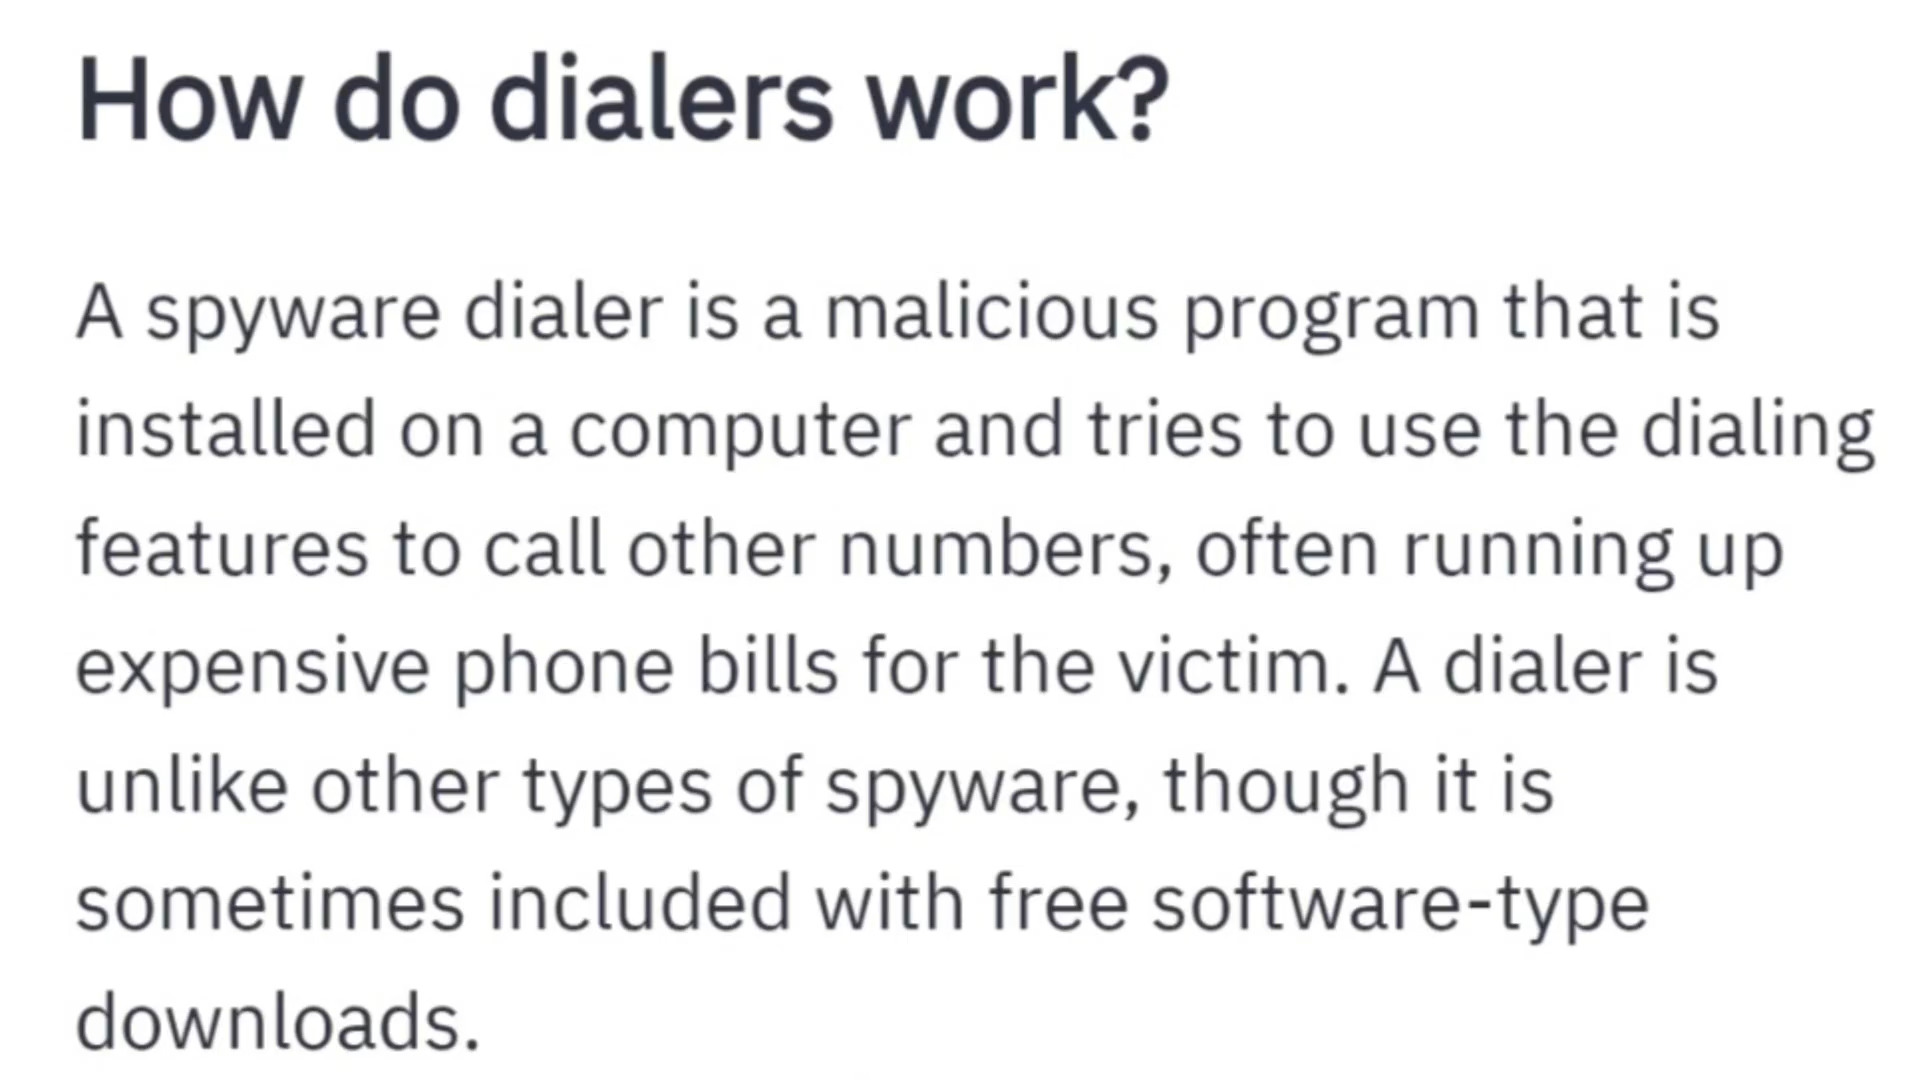 How do dialers work?
A spyware dialer is a malicious program that is
installed on a computer and tries to use the dialing
features to call other numbers, often running up
expensive phone bills for the victim. A dialer is
unlike other types of spyware, though it is
sometimes included with free software-type
downloads.